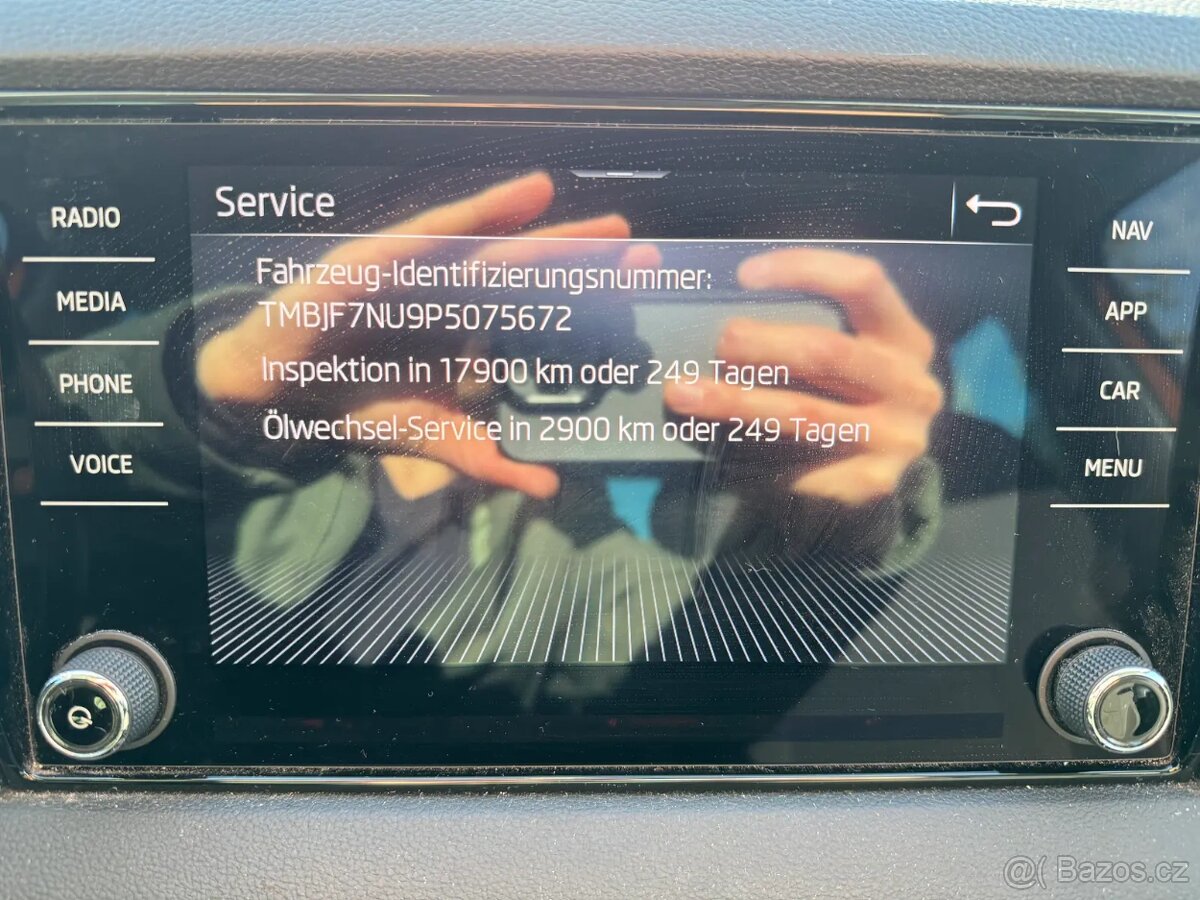 Service
RADIO
MEDIA
PHONE
VOICE
Fahrzeug-Identifizierungsnummer:
TMBJF7NU9P5075672
Inspektion in 17900 km oder 249 Tagen
Ölwechsel-Service in 2900 km oder 249 Tagen
NAV
APP
CAR
MENU
@( Bazos.cz